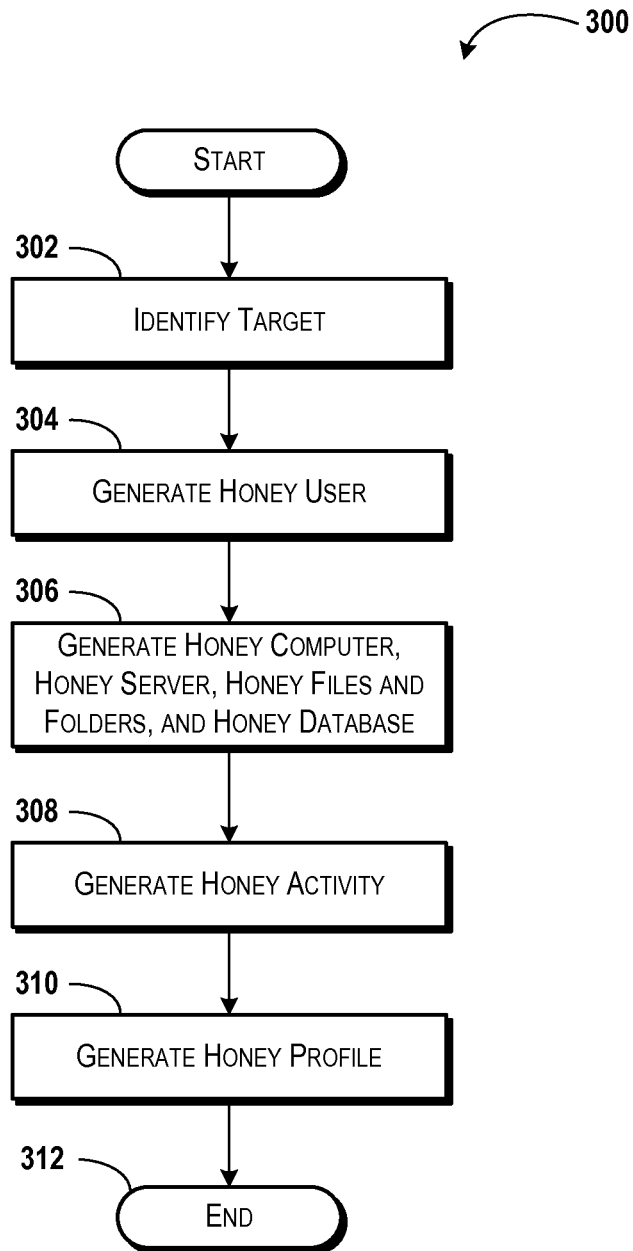 300
START
302
IDENTIFY TARGET
304
GENERATE HONEY USER
306
GENERATE HONEY COMPUTER,
HONEY SERVER, HONEY FILES AND
FOLDERS, AND HONEY DATABASE
308
GENERATE HONEY ACTIVITY
310
GENERATE HONEY PROFILE
312
END